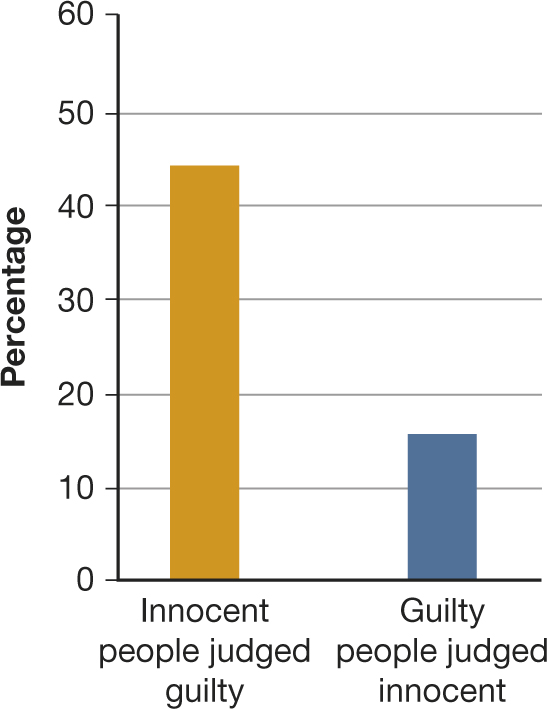 60
50
40
30
20
10
0
Percentage
Innocent
people judged
guilty
Guilty
people judged
innocent